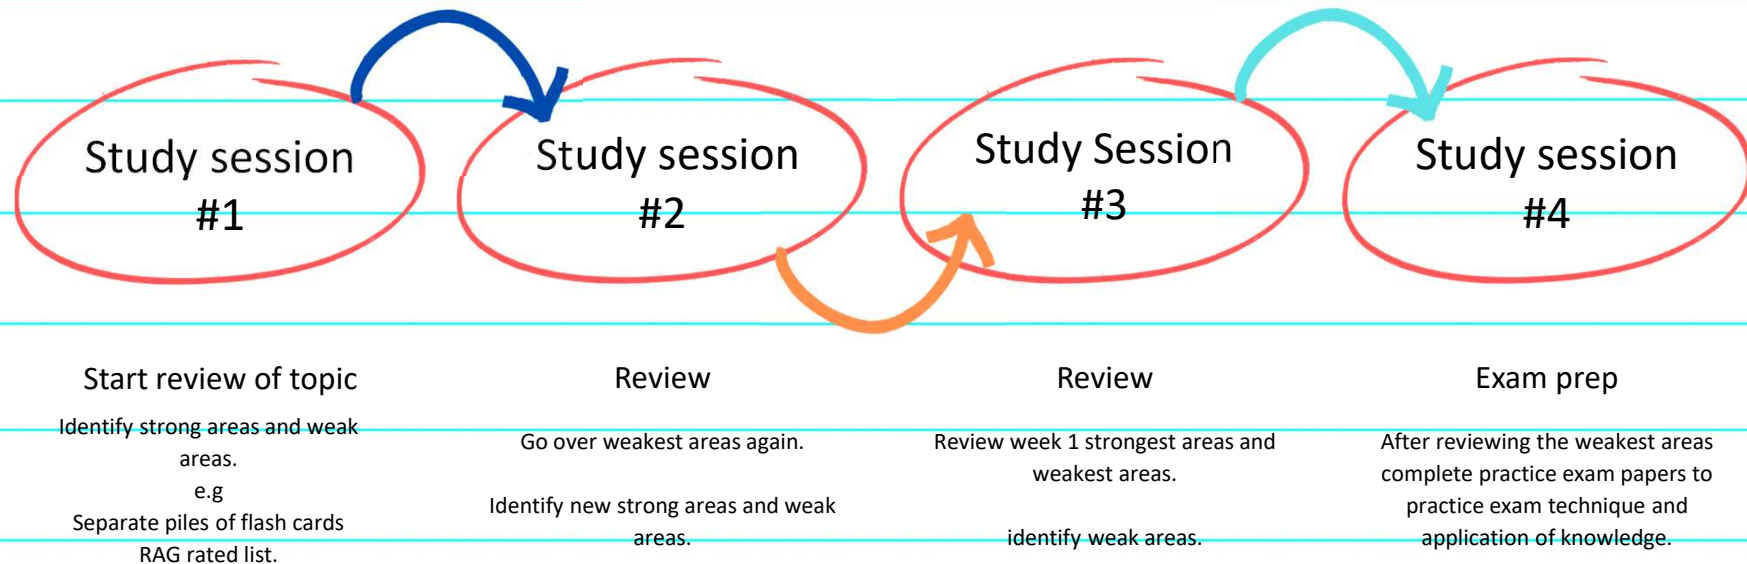 Study session
#1
Study session
#2
Study Session
#3
Study session
#4
Start review of topic
Identify strong areas and weak
areas.
e.g
Separate piles of flash cards
RAG rated list.
Review
Go over weakest areas again.
Identify new strong areas and weak
areas.
Review
Review week 1 strongest areas and
weakest areas.
identify weak areas.
Exam prep
After reviewing the weakest areas
complete practice exam papers to
practice exam technique and
application of knowledge.